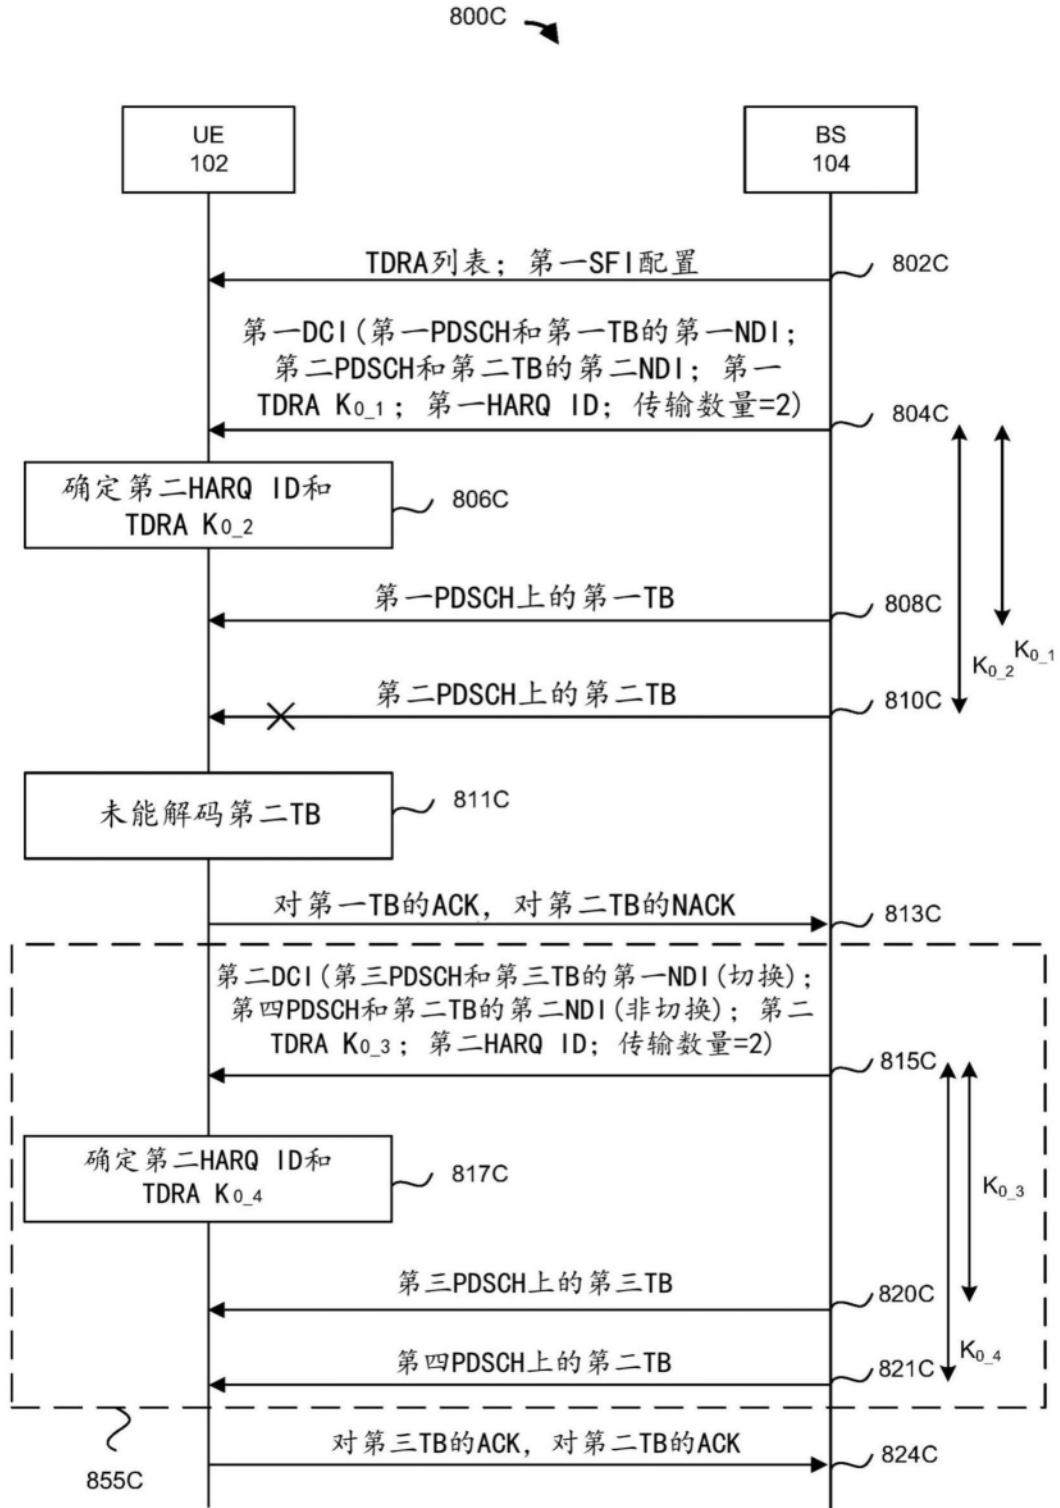 800C
UE
102
BS
104
TDRA列表；第一SFI配置
802C
第一DCI(第一PDSCH和第一TB的第一NDI；
第二PDSCH和第二TB的第二NDI；第一
TDRA K0_1；第一HARQ ID；传输数量=2)
804C
确定第二HARQ ID和
TDRA K0_2
806C
第一PDSCH上的第一TB
808C
K0_1
K0_2
第二PDSCH上的第二TB
810C
未能解码第二TB
811C
对第一TB的ACK，对第二TB的NACK
813C
第二DCI(第三PDSCH和第三TB的第一NDI(切换)；
第四PDSCH和第二TB的第二NDI(非切换)；第二
TDRA K0_3；第二HARQ ID；传输数量=2)
815C
确定第二HARQ ID和
TDRA K0_4
817C
K0_3
第三PDSCH上的第三TB
820C
K0_4
第四PDSCH上的第二TB
821C
对第三TB的ACK，对第二TB的ACK
824C
855C